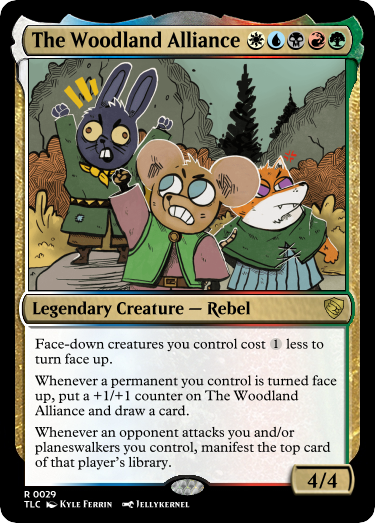 The Woodland Alliance
Legendary Creature — Rebel
Face-down creatures you control cost 1 less to
turn face up.
Whenever a permanent you control is turned face
up, put a +1/+1 counter on The Woodland
Alliance and draw a card.
Whenever an opponent attacks you and/or
planeswalkers you control, manifest the top card
of that player's library.
4/4
R 0029
TLC Kyle Ferrin Jellykernel